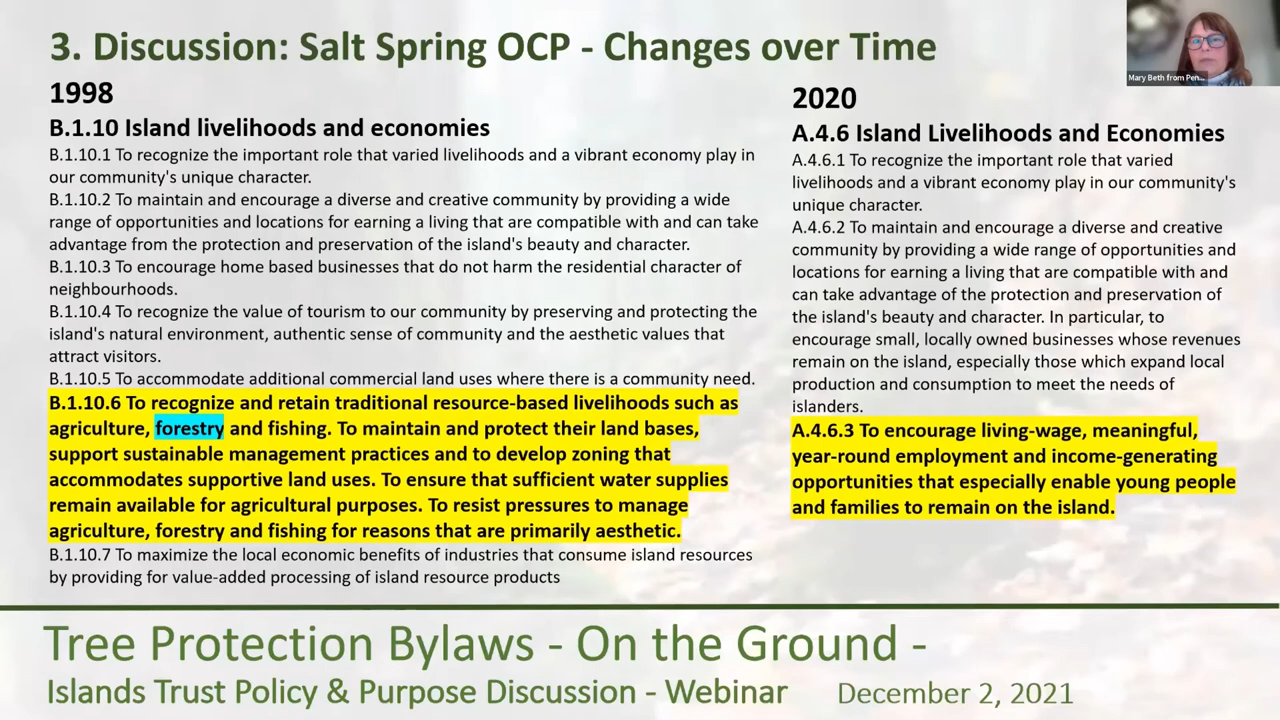 3. Discussion: Salt Spring OCP - Changes over Time
Mary Beth from Pen...
1998
B.1.10 Island livelihoods and economies
B.1.10.1 To recognize the important role that varied livelihoods and a vibrant economy play in
our community's unique character.
B.1.10.2 To maintain and encourage a diverse and creative community by providing a wide
range of opportunities and locations for earning a living that are compatible with and can take
advantage from the protection and preservation of the island's beauty and character.
B.1.10.3 To encourage home based businesses that do not harm the residential character of
neighbourhoods.
B.1.10.4 To recognize the value of tourism to our community by preserving and protecting the
island's natural environment, authentic sense of community and the aesthetic values that
attract visitors.
B.1.10.5 To accommodate additional commercial land uses where there is a community need.
B.1.10.6 To recognize and retain traditional resource-based livelihoods such as
agriculture, forestry and fishing. To maintain and protect their land bases,
support sustainable management practices and to develop zoning that
accommodates supportive land uses. To ensure that sufficient water supplies
remain available for agricultural purposes. To resist pressures to manage
agriculture, forestry and fishing for reasons that are primarily aesthetic.
B.1.10.7 To maximize the local economic benefits of industries that consume island resources
by providing for value-added processing of island resource products
2020
A.4.6 Island Livelihoods and Economies
A.4.6.1 To recognize the important role that varied
livelihoods and a vibrant economy play in our community's
unique character.
A.4.6.2 To maintain and encourage a diverse and creative
community by providing a wide range of opportunities and
locations for earning a living that are compatible with and
can take advantage of the protection and preservation of
the island's beauty and character. In particular, to
encourage small, locally owned businesses whose revenues
remain on the island, especially those which expand local
production and consumption to meet the needs of
islanders.
A.4.6.3 To encourage living-wage, meaningful,
year-round employment and income-generating
opportunities that especially enable young people
and families to remain on the island.
Tree Protection Bylaws - On the Ground -
Islands Trust Policy & Purpose Discussion - Webinar December 2, 2021